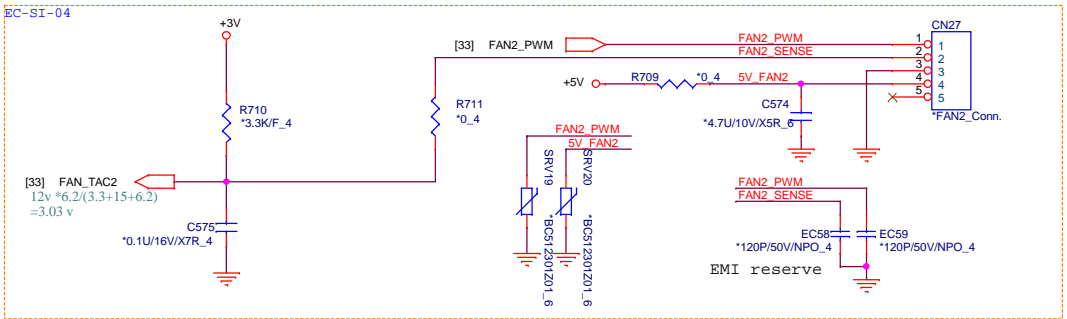 EC-SI-04
+3V
CN27
[33] FAN2_PWM
FAN2_PWM
1
1
FAN2_SENSE
2
2
3
3
+5V
R709
*0_4
5V_FAN2
4
4
5
5
R710
*3.3K/F_4
R711
*0_4
C574
*4.7U/10V/X5R_6
*FAN2_Conn.
FAN2_PWM
5V_FAN2
SRV19
SRV20
*BC512301Z01_6
*BC512301Z01_6
[33] FAN_TAC2
12v *6.2/(3.3+15+6.2)
=3.03 v
C575
*0.1U/16V/X7R_4
FAN2_PWM
FAN2_SENSE
EC58
EC59
*120P/50V/NPO_4
*120P/50V/NPO_4
EMI reserve